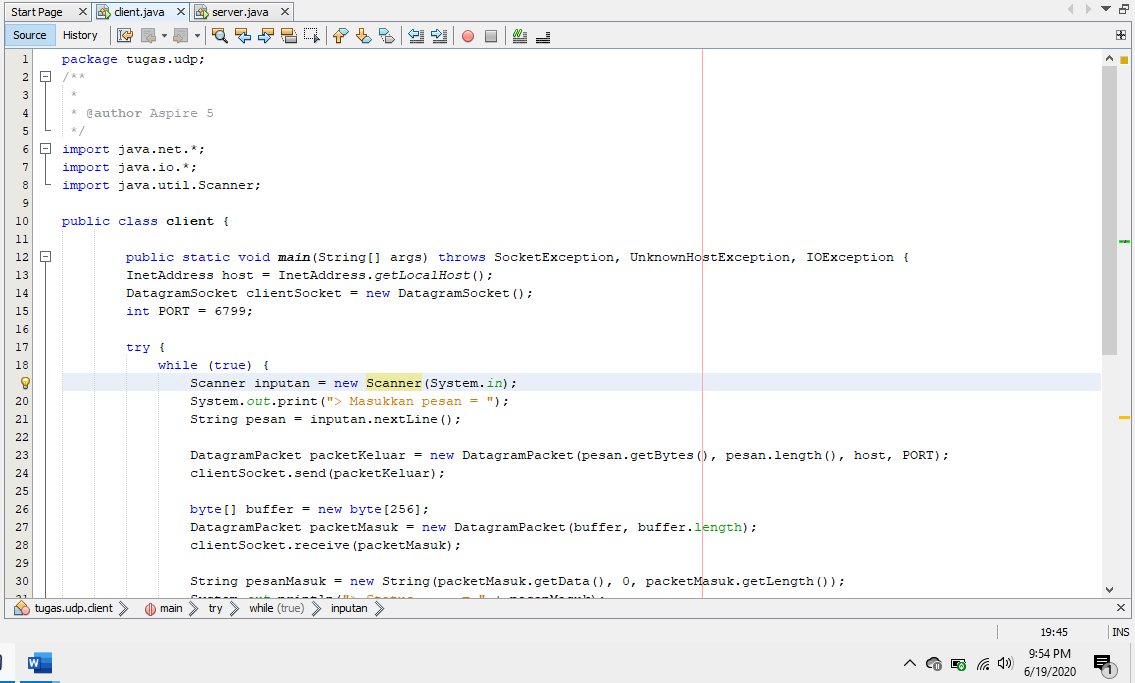 Start Page client.java server.java
Source History
1 package tugas.udp;
2 /**
3 *
4 * @author Aspire 5
5 */
6 import java.net.*;
7 import java.io.*;
8 import java.util.Scanner;
9
10 public class client {
11
12 public static void main(String[] args) throws SocketException, UnknownHostException, IOException {
13 InetAddress host = InetAddress.getLocalHost();
14 DatagramSocket clientSocket = new DatagramSocket();
15 int PORT = 6799;
16
17 try {
18 while (true) {
Scanner inputan = new Scanner(System.in);
20 System.out.print("> Masukkan pesan = ");
21 String pesan = inputan.nextLine();
22
23 DatagramPacket packetKeluar = new DatagramPacket(pesan.getBytes(), pesan.length(), host, PORT);
24 clientSocket.send(packetKeluar);
25
26 byte[] buffer = new byte[256];
27 DatagramPacket packetMasuk = new DatagramPacket(buffer, buffer.length);
28 clientSocket.receive(packetMasuk);
29
30 String pesanMasuk = new String(packetMasuk.getData(), 0, packetMasuk.getLength());
tugas.udp.client main try while (true) inputan
19:45 INS
9:54 PM
6/19/2020
1